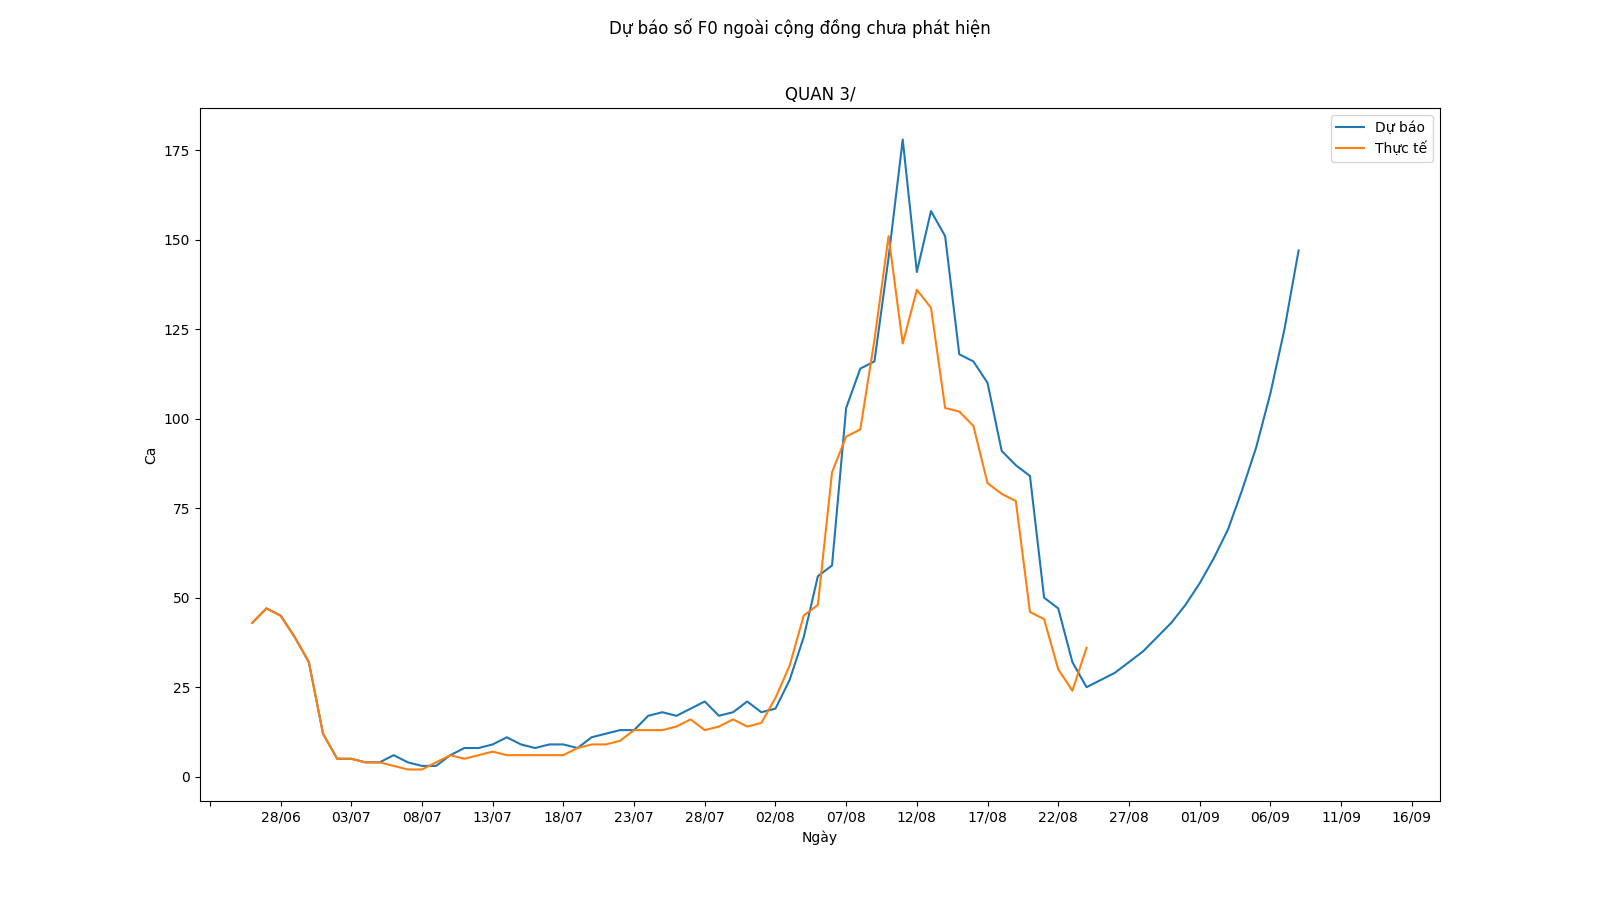 Dự báo số F0 ngoài cộng đồng chưa phát hiện
QUAN 3/
Dự báo
Thực tế
175
150
125
100
75
50
25
0
Ca
28/06 03/07 08/07 13/07 18/07 23/07 28/07 02/08 07/08 12/08 17/08 22/08 27/08 01/09 06/09 11/09 16/09
Ngày